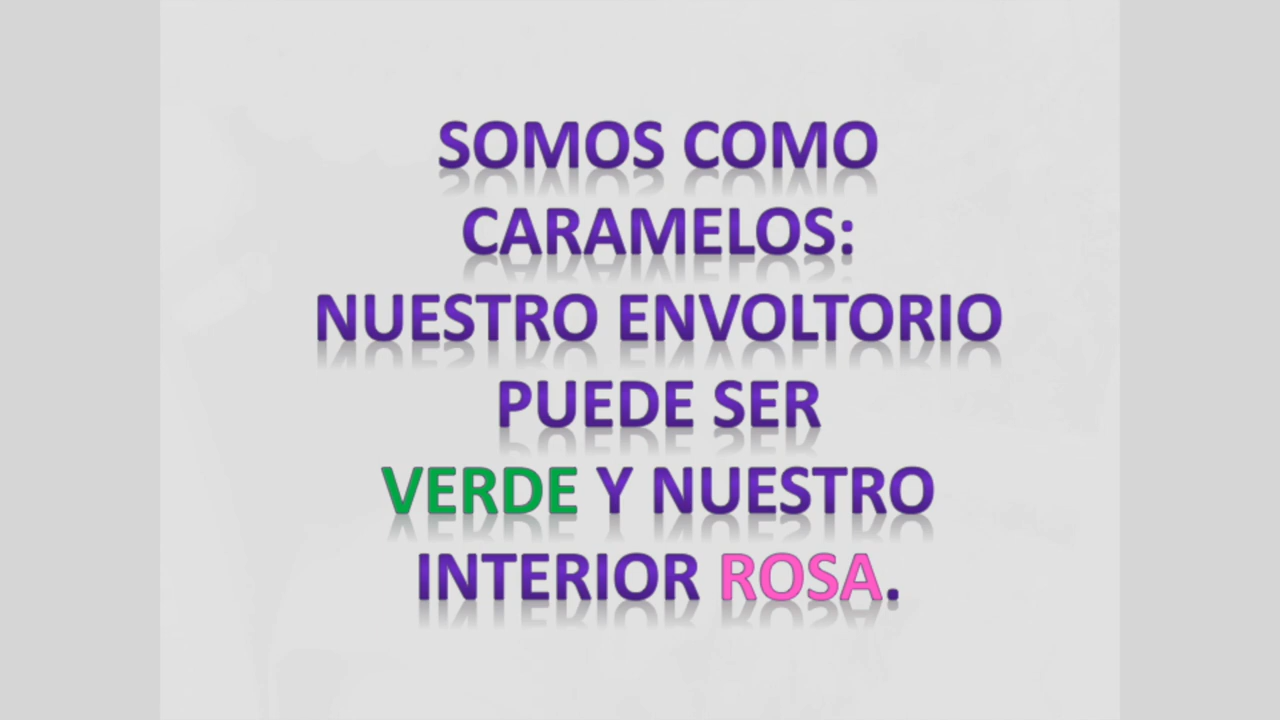 SOMOS COMO
CARAMELOS:
NUESTRO ENVOLTORIO
PUEDE SER
VERDE Y NUESTRO
INTERIOR ROSA.